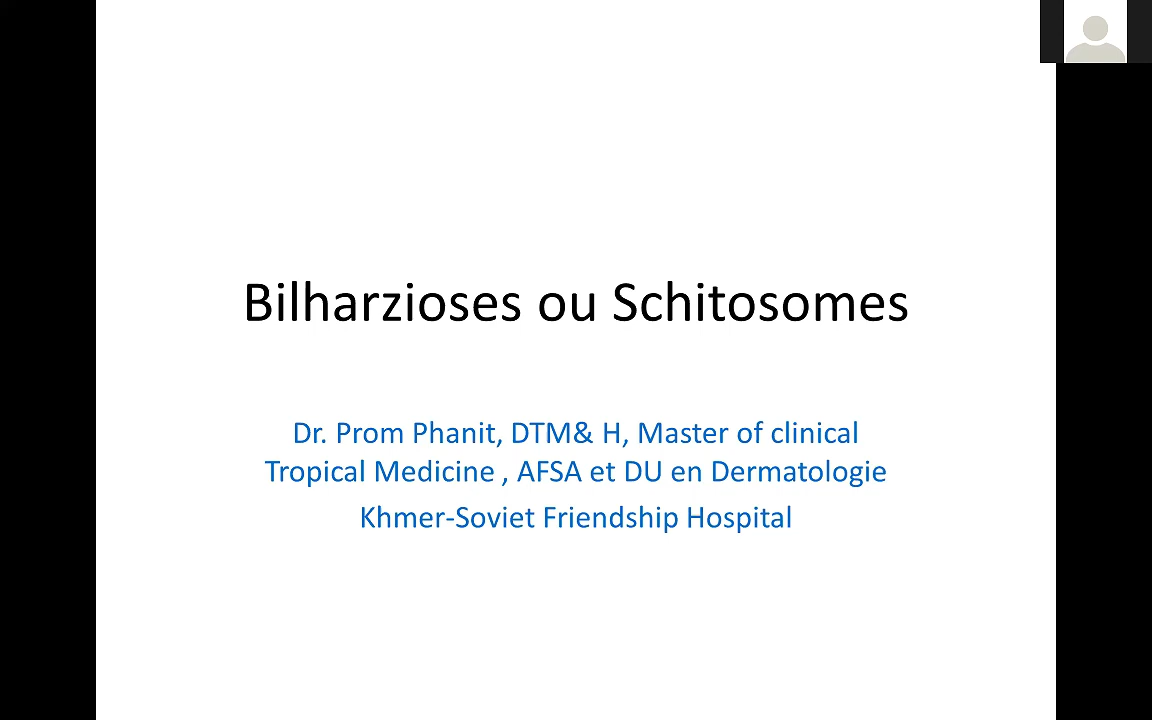 Bilharzioses ou Schitosomes
Dr. Prom Phanit, DTM& H, Master of clinical
Tropical Medicine , AFSA et DU en Dermatologie
Khmer-Soviet Friendship Hospital